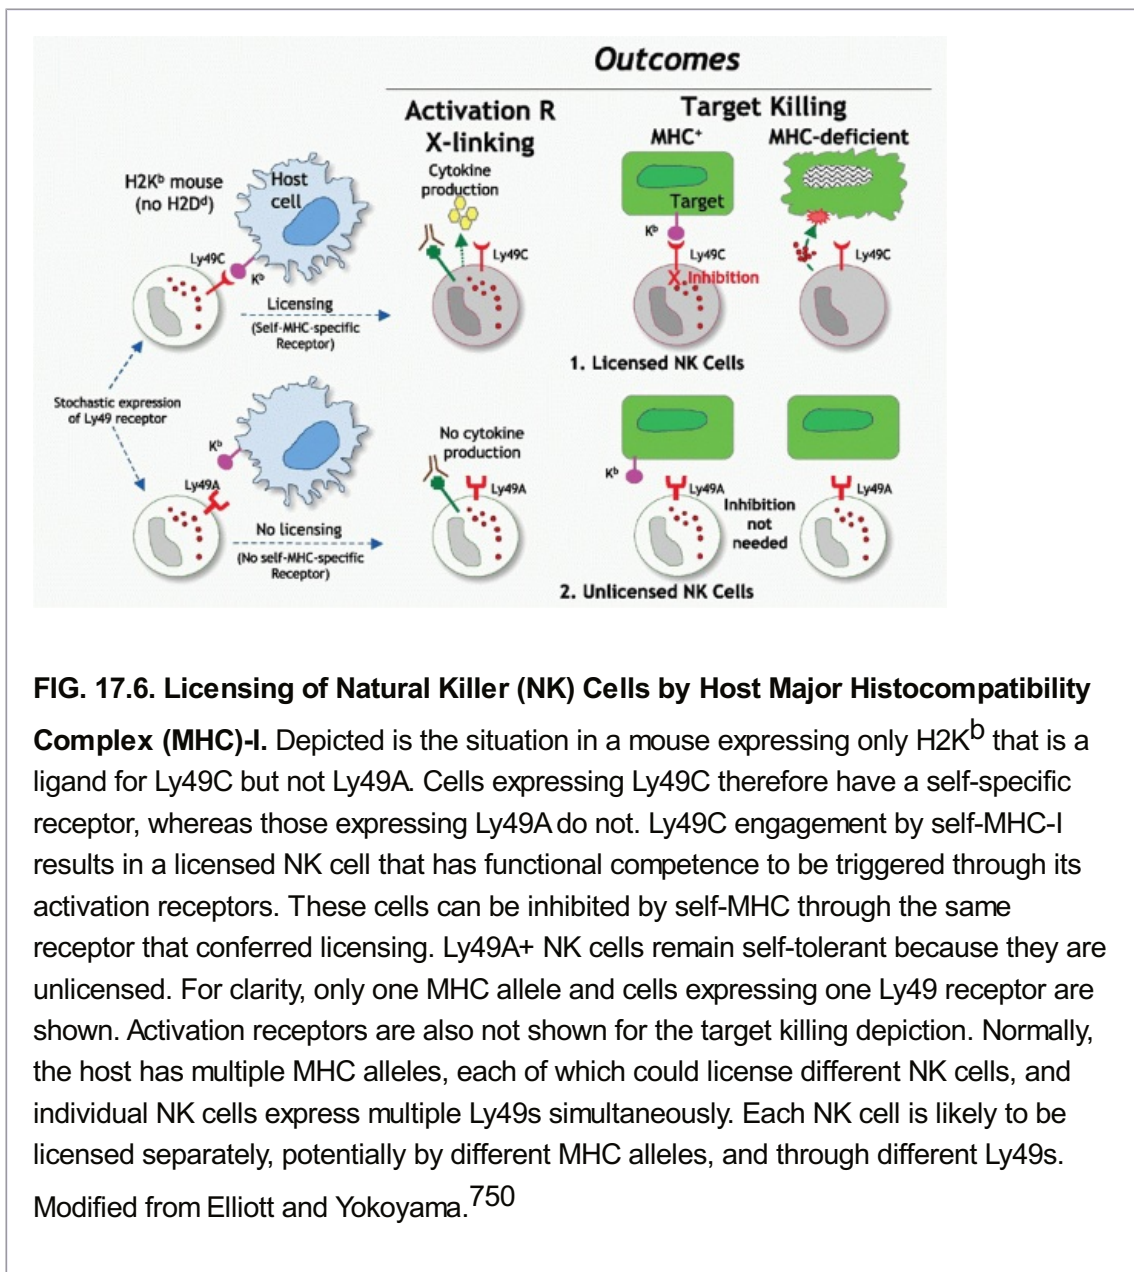 Outcomes
Activation R
X-linking
Target Killing
MHC⁺
MHC-deficient
H2Kᵇ mouse
(no H2Dᵈ)
Host
cell
Cytokine
production
Target
Kᵇ
Ly49C
Kᵇ
Ly49C
Ly49C
X Inhibition
Ly49C
Licensing
(Self-MHC-specific
Receptor)
1. Licensed NK Cells
Stochastic expression
of Ly49 receptor
Kᵇ
Ly49A
No cytokine
production
Ly49A
Kᵇ
Ly49A
Inhibition
not
needed
Ly49A
No licensing
(No self-MHC-specific
Receptor)
2. Unlicensed NK Cells
FIG. 17.6. Licensing of Natural Killer (NK) Cells by Host Major Histocompatibility
Complex (MHC)-I. Depicted is the situation in a mouse expressing only H2Kᵇ that is a
ligand for Ly49C but not Ly49A. Cells expressing Ly49C therefore have a self-specific
receptor, whereas those expressing Ly49A do not. Ly49C engagement by self-MHC-I
results in a licensed NK cell that has functional competence to be triggered through its
activation receptors. These cells can be inhibited by self-MHC through the same
receptor that conferred licensing. Ly49A+ NK cells remain self-tolerant because they are
unlicensed. For clarity, only one MHC allele and cells expressing one Ly49 receptor are
shown. Activation receptors are also not shown for the target killing depiction. Normally,
the host has multiple MHC alleles, each of which could license different NK cells, and
individual NK cells express multiple Ly49s simultaneously. Each NK cell is likely to be
licensed separately, potentially by different MHC alleles, and through different Ly49s.
Modified from Elliott and Yokoyama.⁷⁵⁰